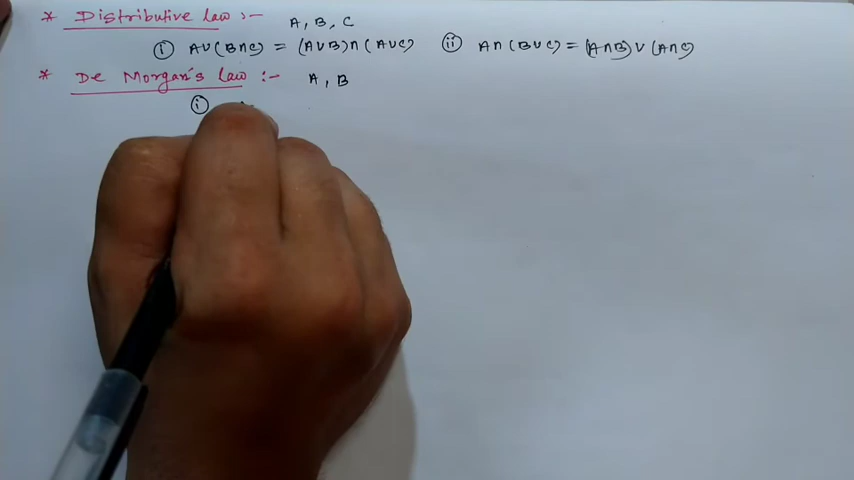 * Distributive law :- A, B, C
(i) A∪(B∩C) = (A∪B)∩(A∪C) (ii) A∩(B∪C) = (A∩B)∪(A∩C)
* De Morgan's law :- A, B
(i)